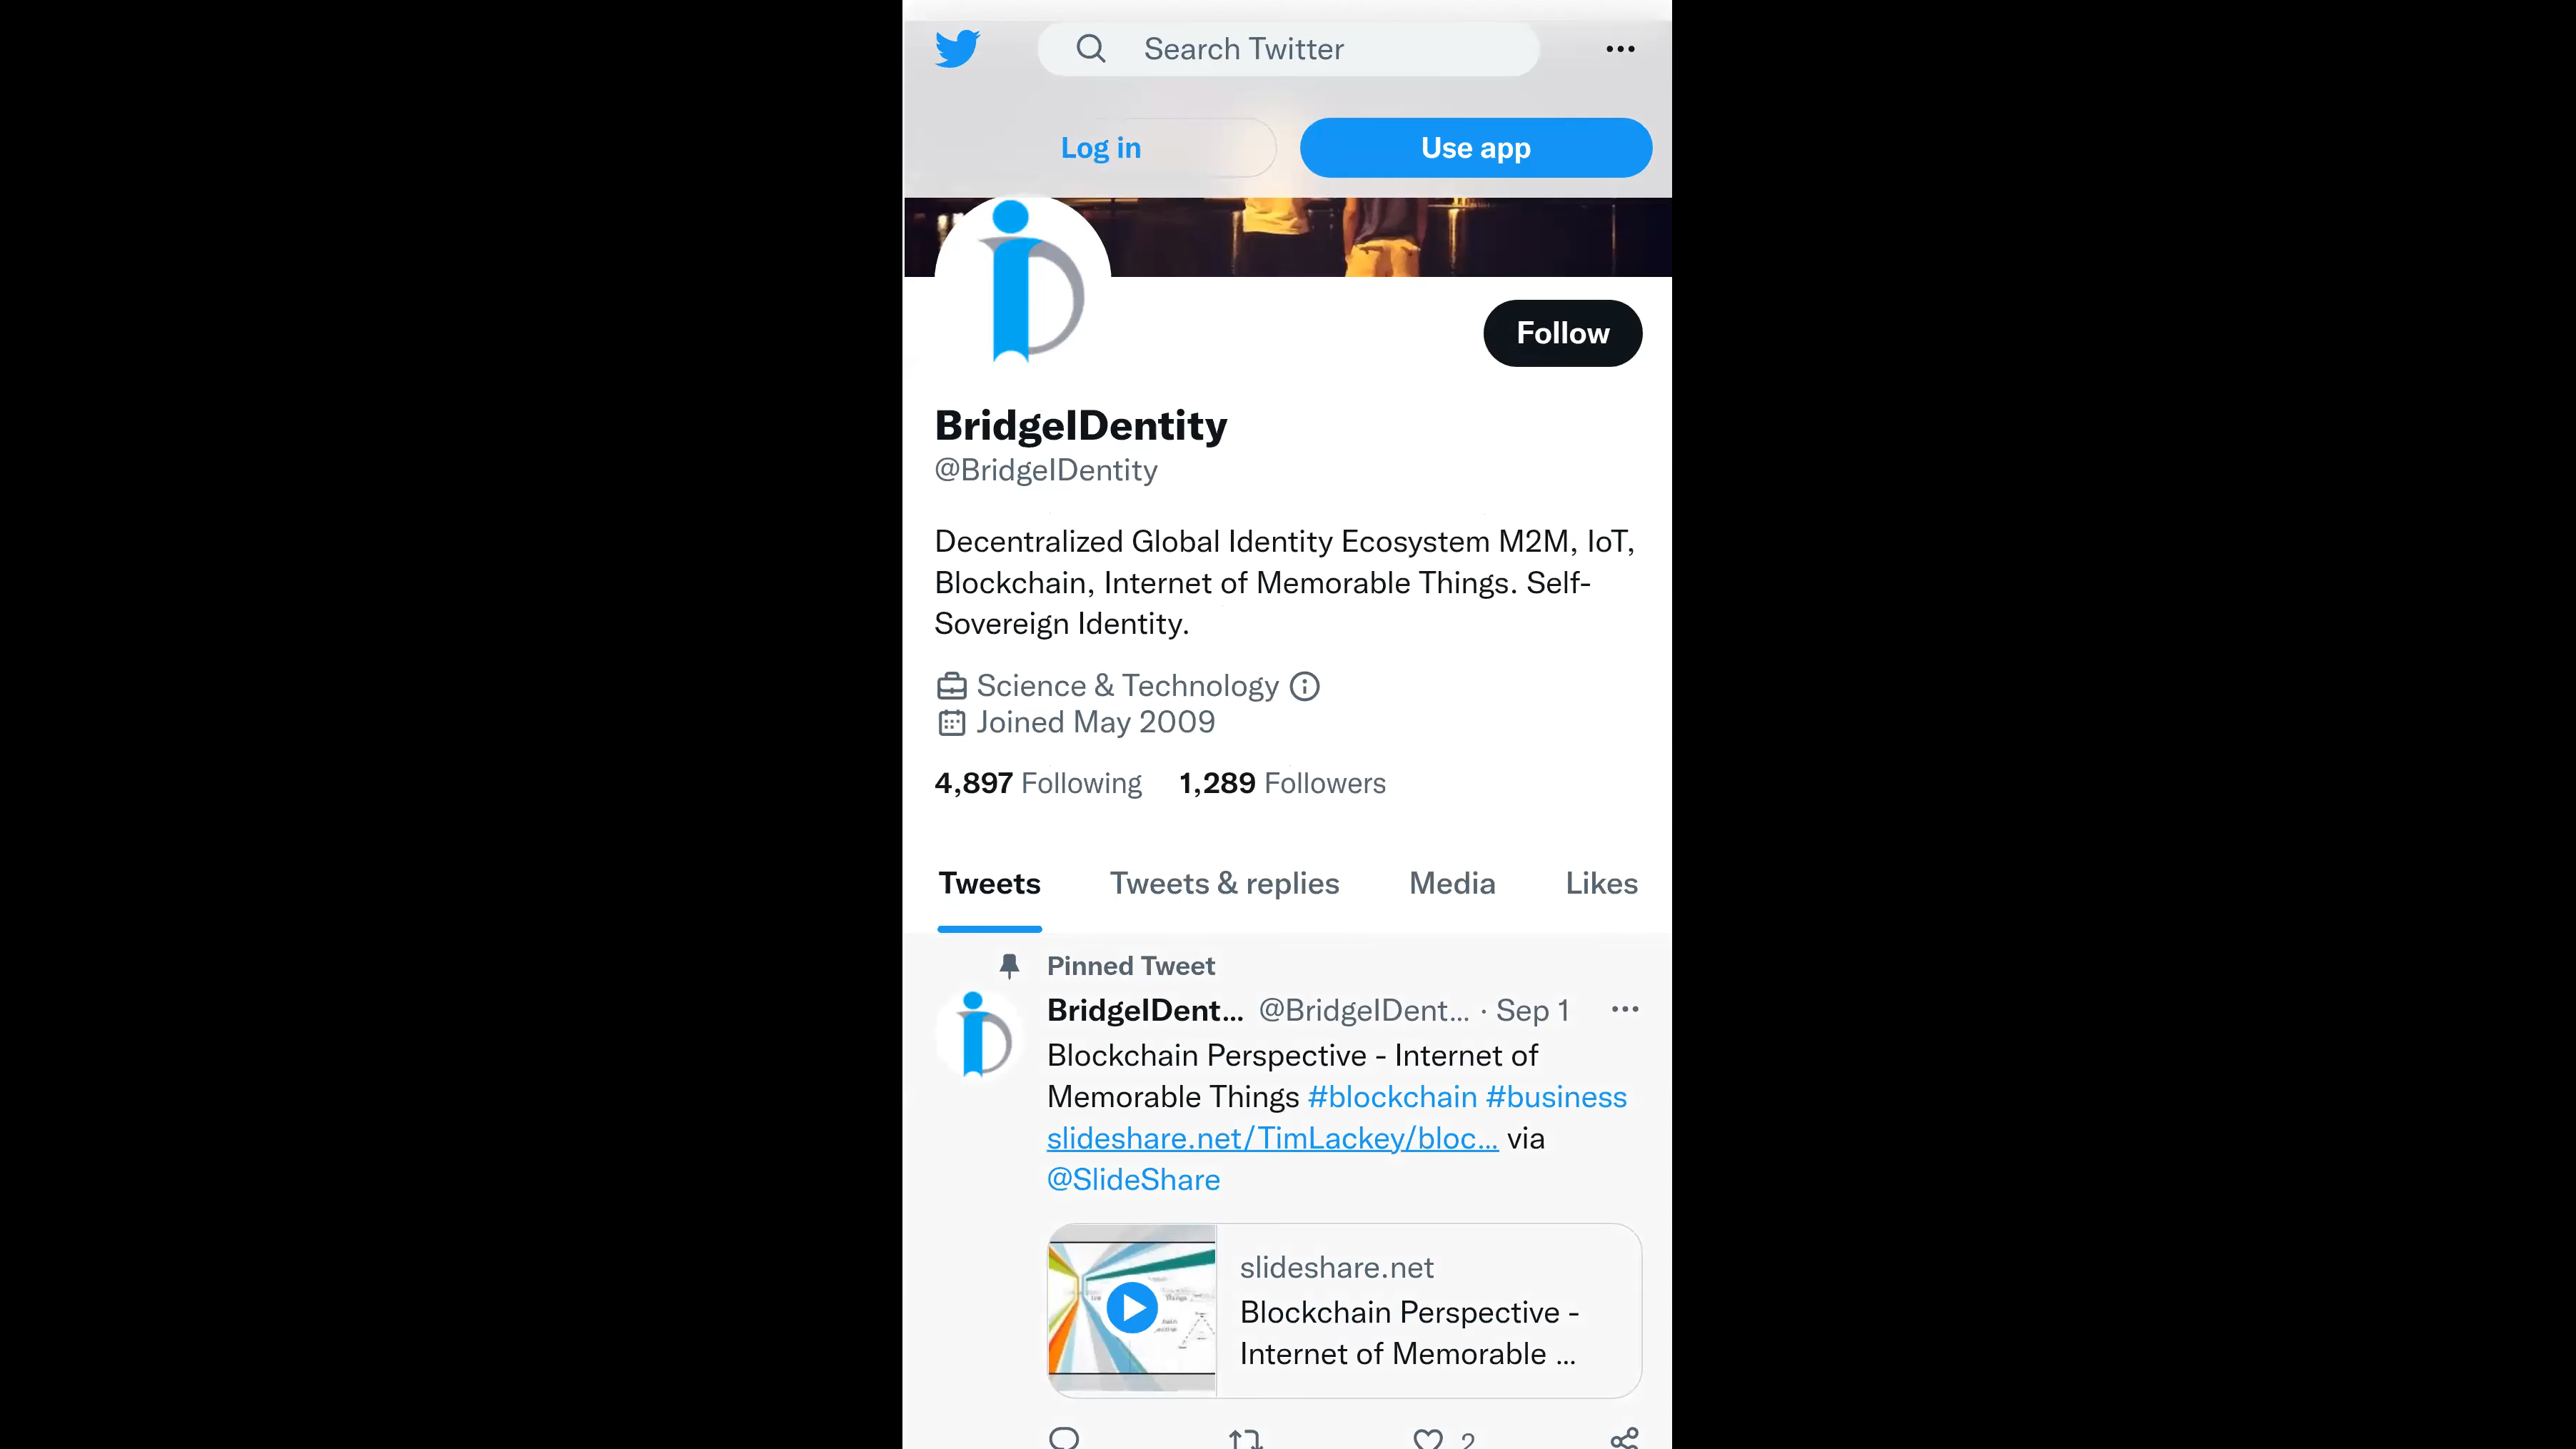 Search Twitter
Log in
Use app
Follow
BridgeIDentity
@BridgeIDentity
Decentralized Global Identity Ecosystem M2M, IoT,
Blockchain, Internet of Memorable Things. Self-
Sovereign Identity.
Science & Technology
Joined May 2009
4,897 Following 1,289 Followers
Tweets Tweets & replies Media Likes
Pinned Tweet
BridgeIDent... @BridgeIDent... · Sep 1
Blockchain Perspective - Internet of
Memorable Things #blockchain #business
slideshare.net/TimLackey/bloc... via
@SlideShare
slideshare.net
Blockchain Perspective -
Internet of Memorable ...
2